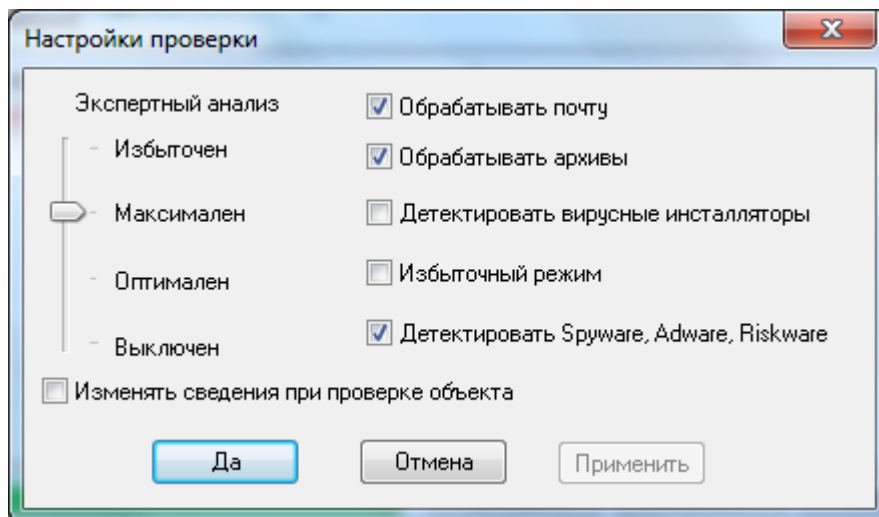 Настройки проверки
Экспертный анализ
Избыточен
Максимален
Оптимален
Выключен
Обрабатывать почту
Обрабатывать архивы
Детектировать вирусные инсталляторы
Избыточный режим
Детектировать Spyware, Adware, Riskware
Изменять сведения при проверке объекта
Да
Отмена
Применить